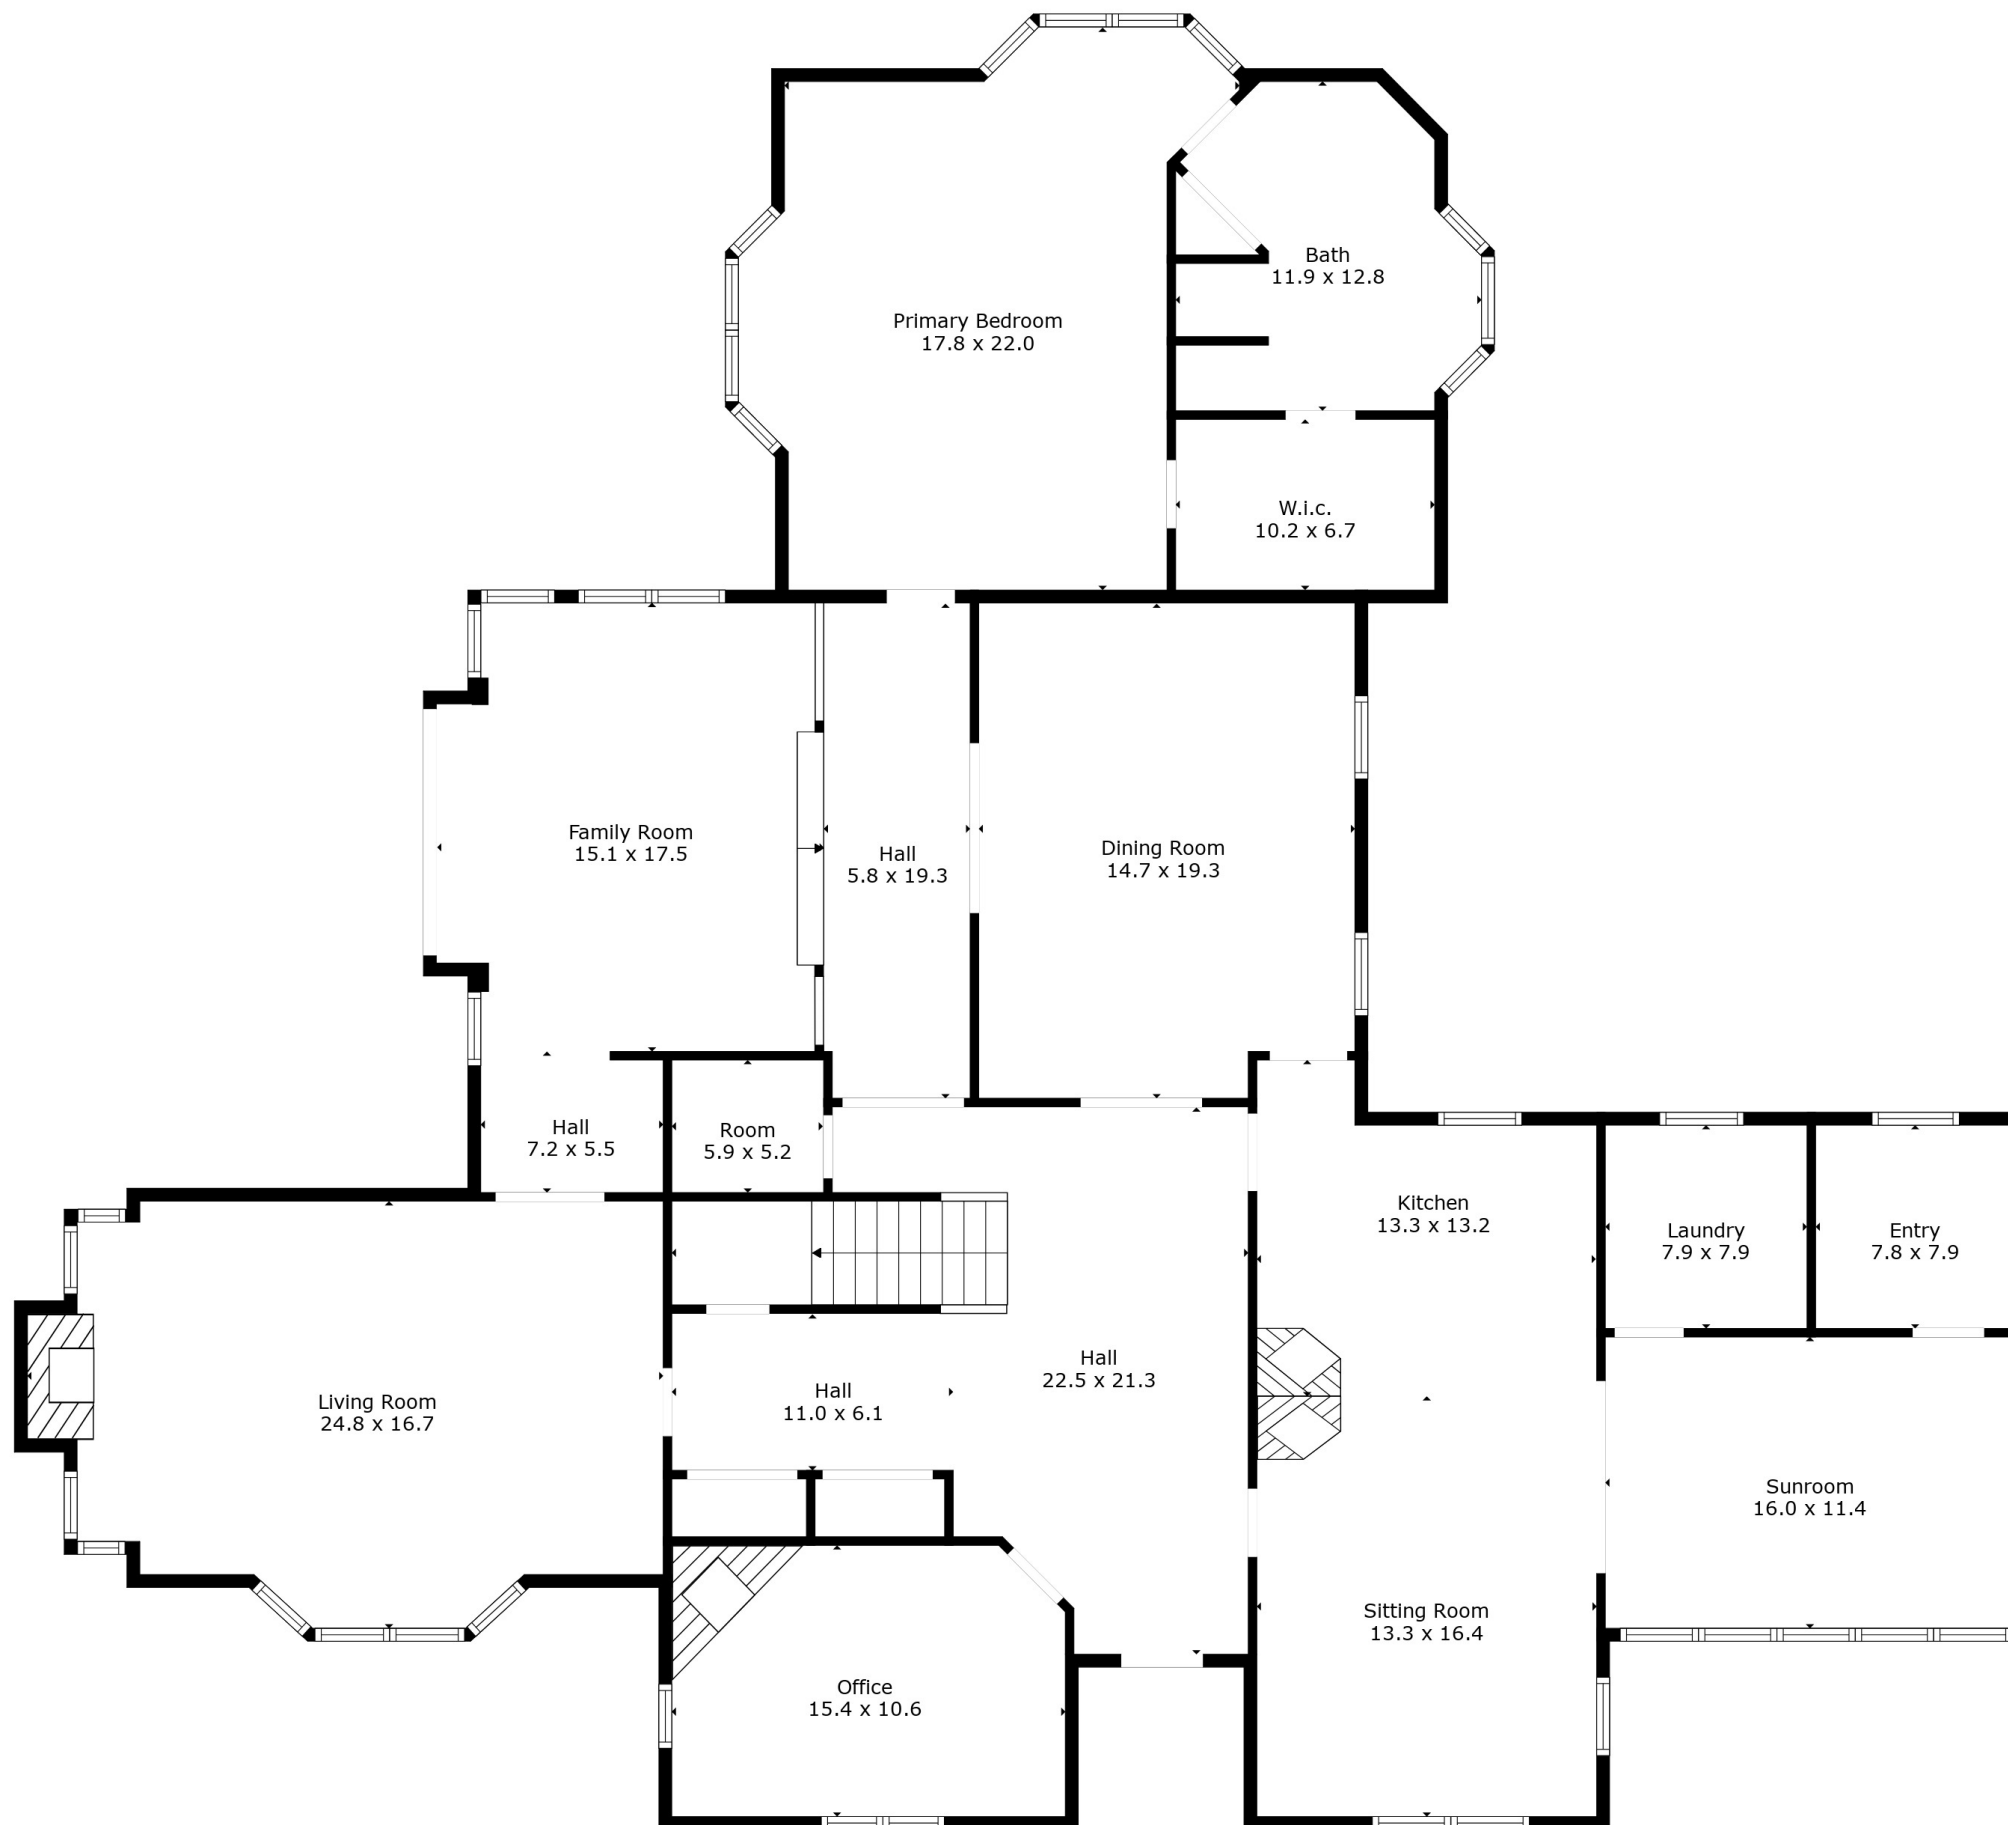 Bath
11.9 x 12.8
Primary Bedroom
17.8 x 22.0
W.i.c.
10.2 x 6.7
Family Room
15.1 x 17.5
Hall
5.8 x 19.3
Dining Room
14.7 x 19.3
Hall
7.2 x 5.5
Room
5.9 x 5.2
Kitchen
13.3 x 13.2
Laundry
7.9 x 7.9
Entry
7.8 x 7.9
Living Room
24.8 x 16.7
Hall
11.0 x 6.1
Hall
22.5 x 21.3
Sunroom
16.0 x 11.4
Sitting Room
13.3 x 16.4
Office
15.4 x 10.6